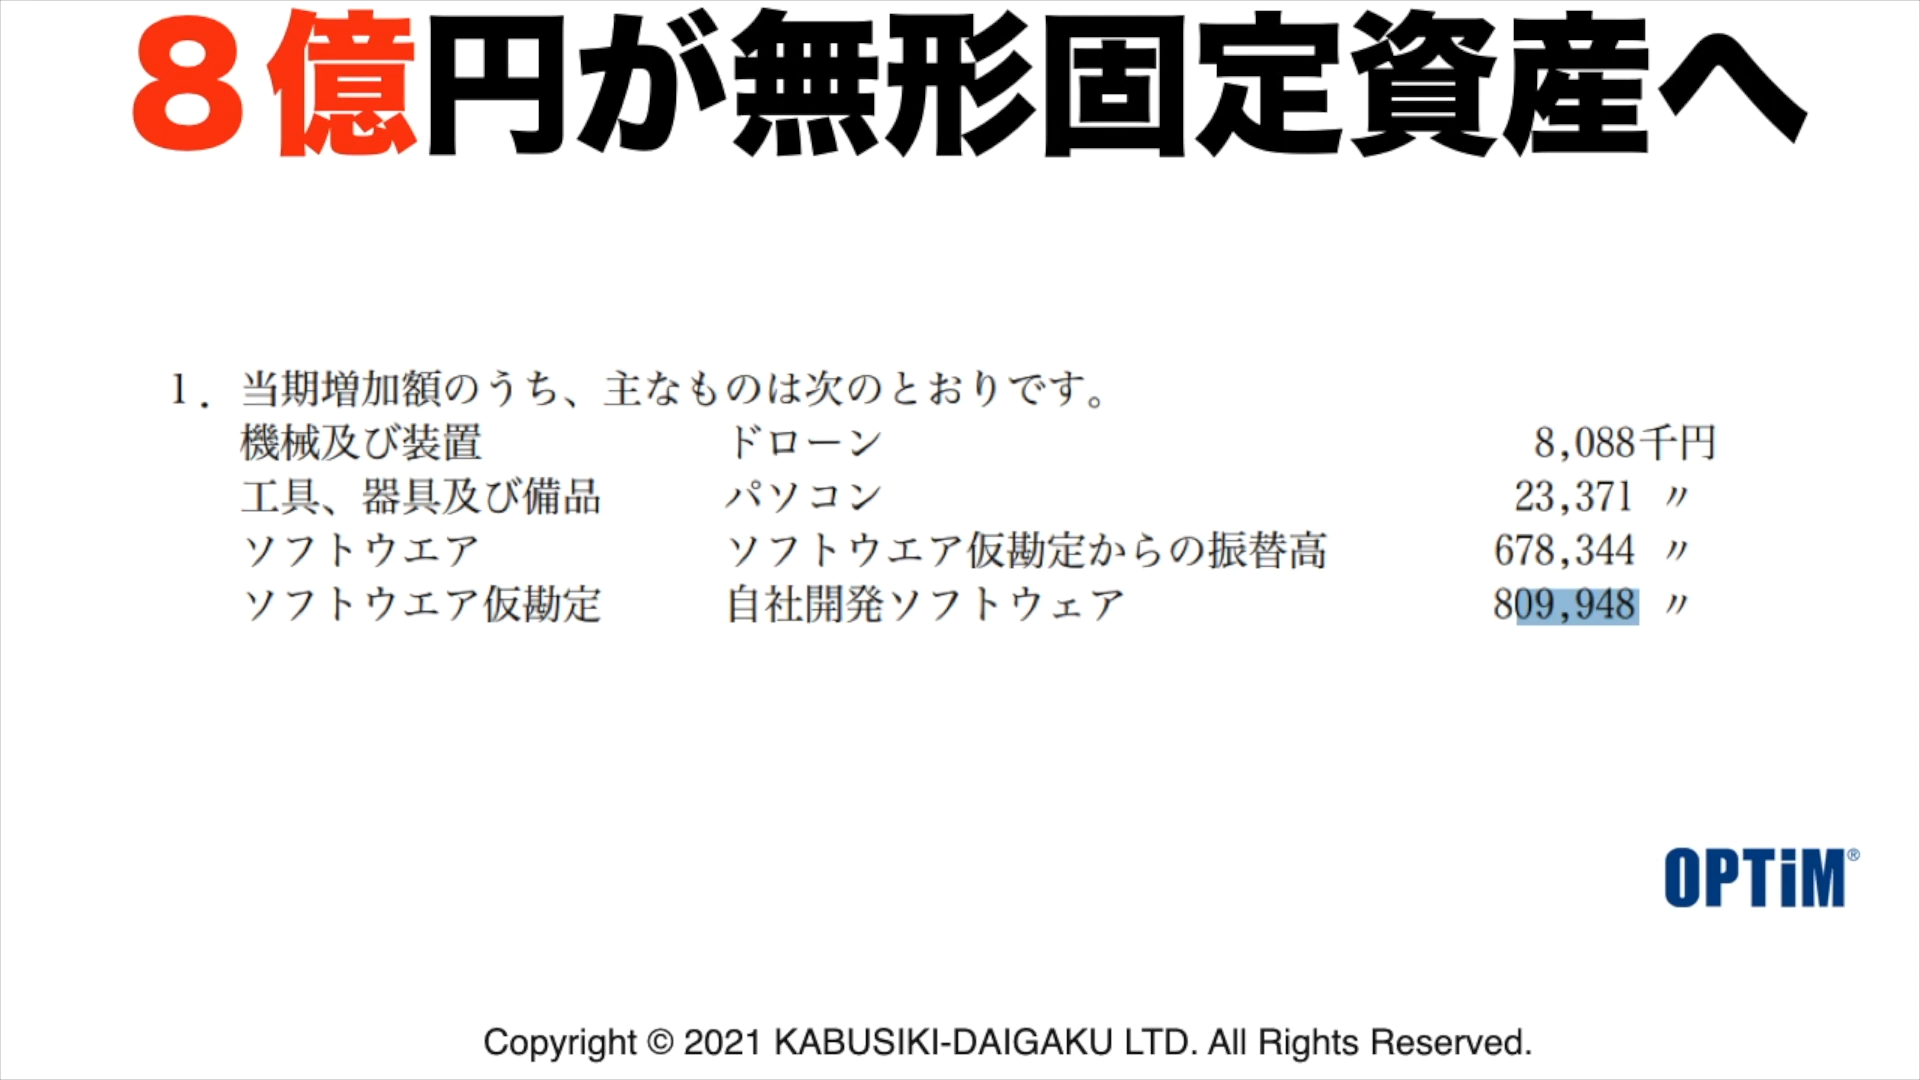 ８億円が無形固定資産へ
１．当期増加額のうち、主なものは次のとおりです。
機械及び装置 ドローン 8,088千円
工具、器具及び備品 パソコン 23,371 〃
ソフトウエア ソフトウエア仮勘定からの振替高 678,344 〃
ソフトウエア仮勘定 自社開発ソフトウェア 809,948 〃
OPTiM®
Copyright © 2021 KABUSIKI-DAIGAKU LTD. All Rights Reserved.